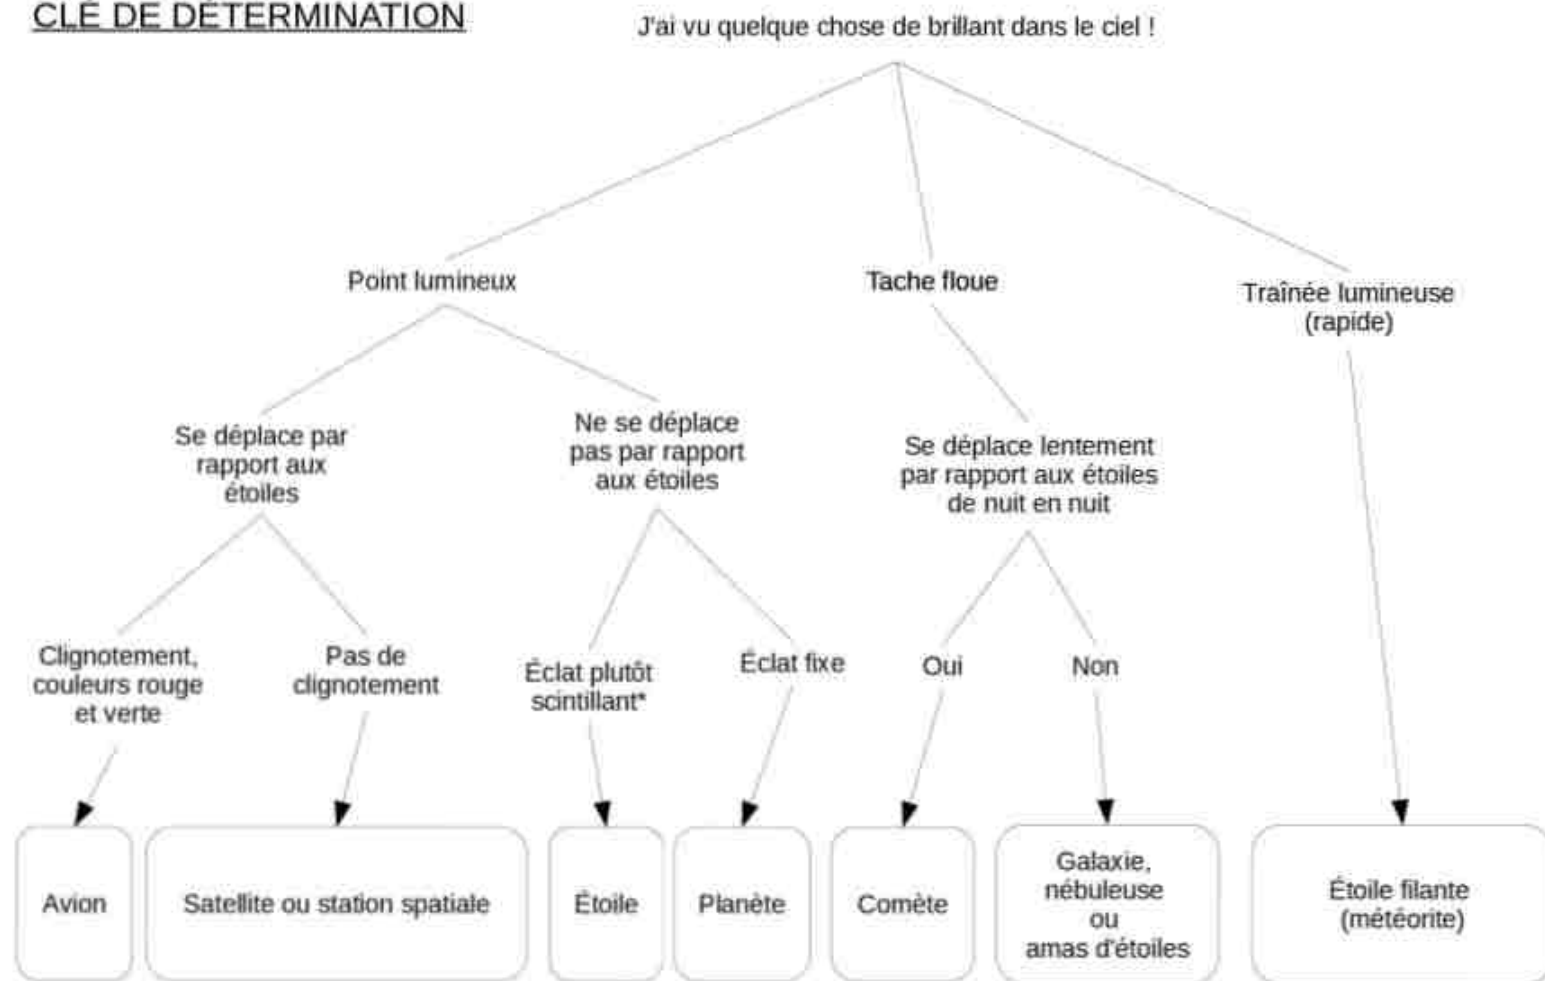 CLÉ DE DÉTERMINATION
J'ai vu quelque chose de brillant dans le ciel !
Point lumineux
Tache floue
Traînée lumineuse
(rapide)
Se déplace par
rapport aux
étoiles
Ne se déplace
pas par rapport
aux étoiles
Se déplace lentement
par rapport aux étoiles
de nuit en nuit
Clignotement,
couleurs rouge
et verte
Pas de
clignotement
Éclat plutôt
scintillant*
Éclat fixe
Oui
Non
Avion
Satellite ou station spatiale
Étoile
Planète
Comète
Galaxie,
nébuleuse
ou
amas d'étoiles
Étoile filante
(météorite)